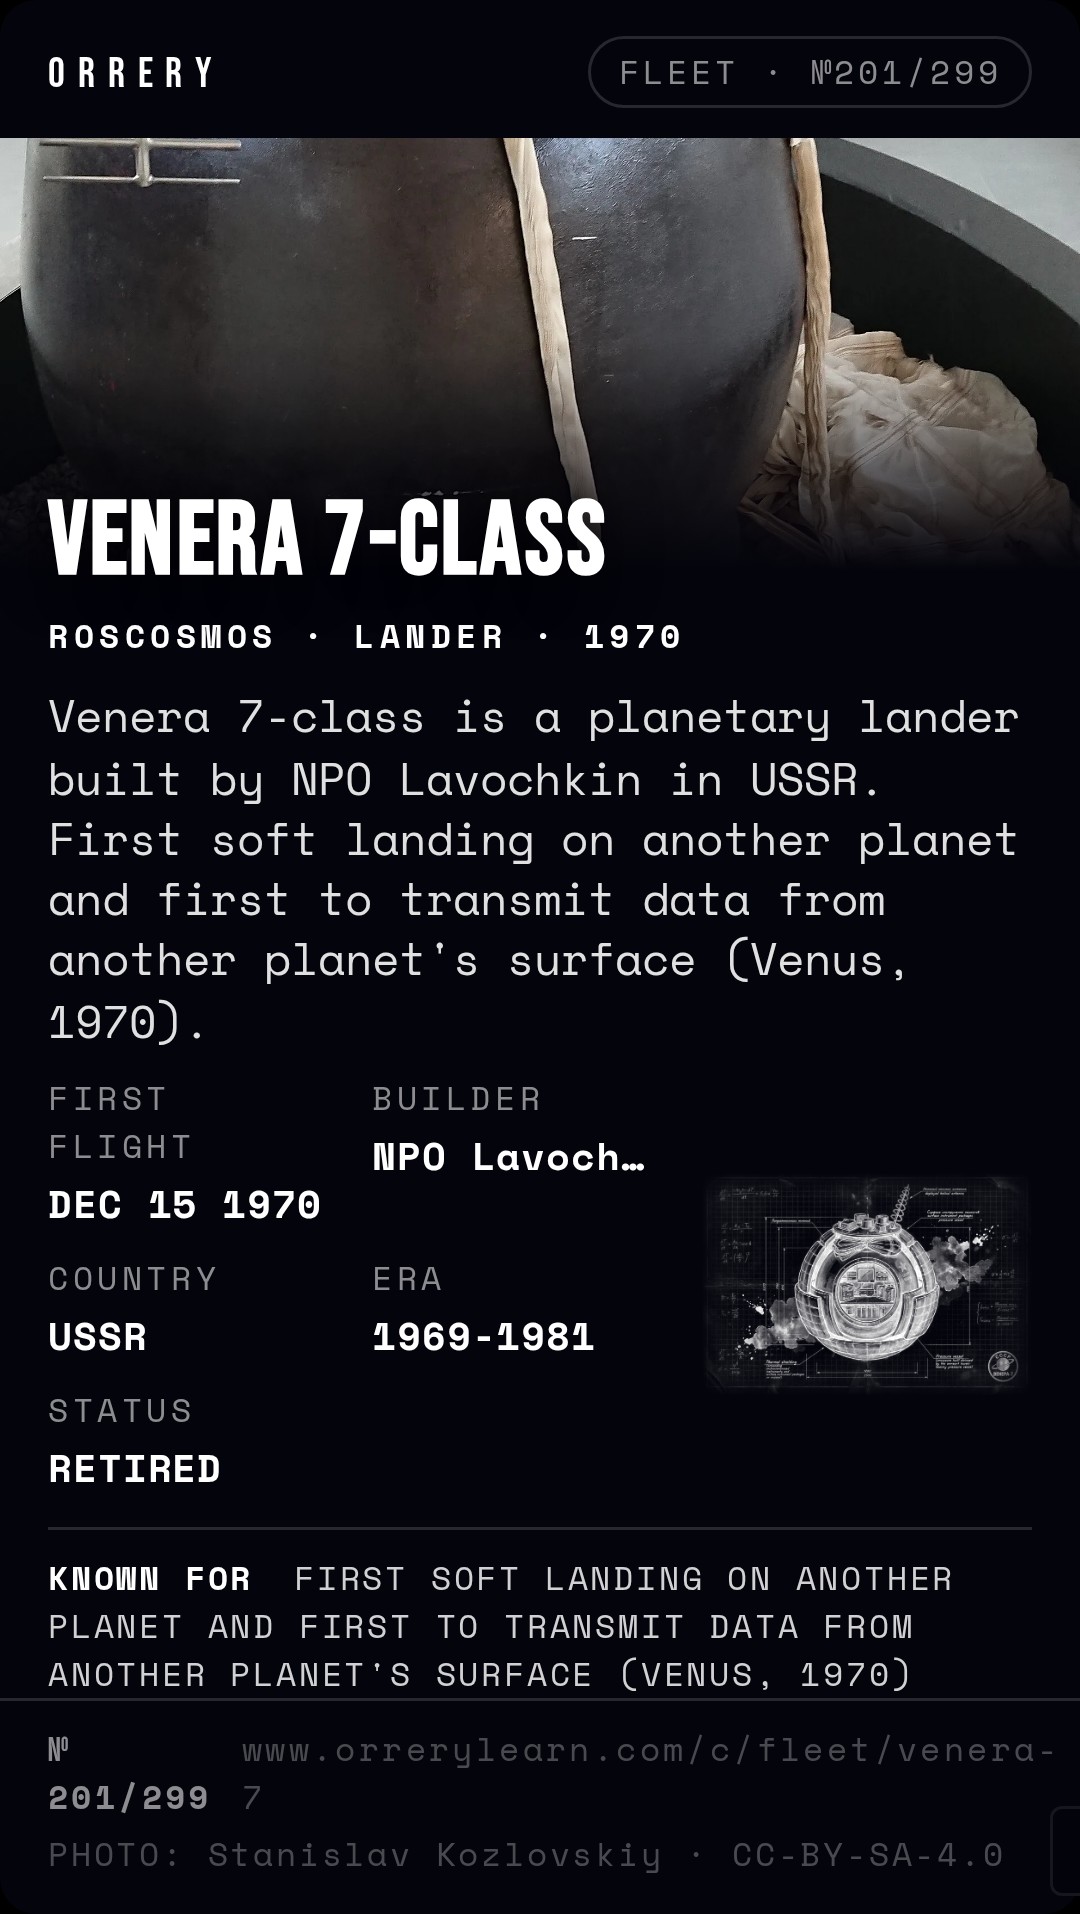 ORRERY
FLEET · №201/299
VENERA 7-CLASS
ROSCOSMOS · LANDER · 1970
Venera 7-class is a planetary lander
built by NPO Lavochkin in USSR.
First soft landing on another planet
and first to transmit data from
another planet's surface (Venus,
1970).
FIRST
FLIGHT
DEC 15 1970
BUILDER
NPO Lavoch…
COUNTRY
USSR
ERA
1969-1981
STATUS
RETIRED
KNOWN FOR FIRST SOFT LANDING ON ANOTHER
PLANET AND FIRST TO TRANSMIT DATA FROM
ANOTHER PLANET'S SURFACE (VENUS, 1970)
№
201/299
www.orrerylearn.com/c/fleet/venera-
7
PHOTO: Stanislav Kozlovskiy · CC-BY-SA-4.0